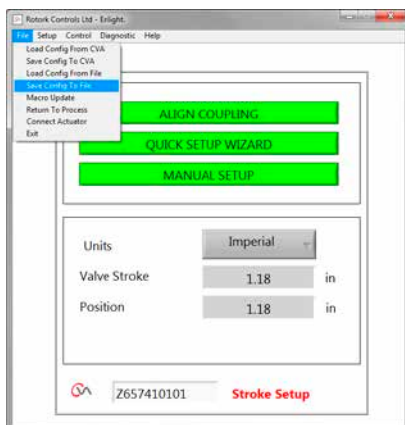 Rotork Controls Ltd - Enlight.
File Setup Control Diagnostic Help
Load Config From CVA
Save Config To CVA
Load Config From File
Save Config To File
Macro Update
Return To Process
Connect Actuator
Exit
ALIGN COUPLING
QUICK SETUP WIZARD
MANUAL SETUP
Units Imperial
Valve Stroke 1.18 in
Position 1.18 in
Z657410101 Stroke Setup